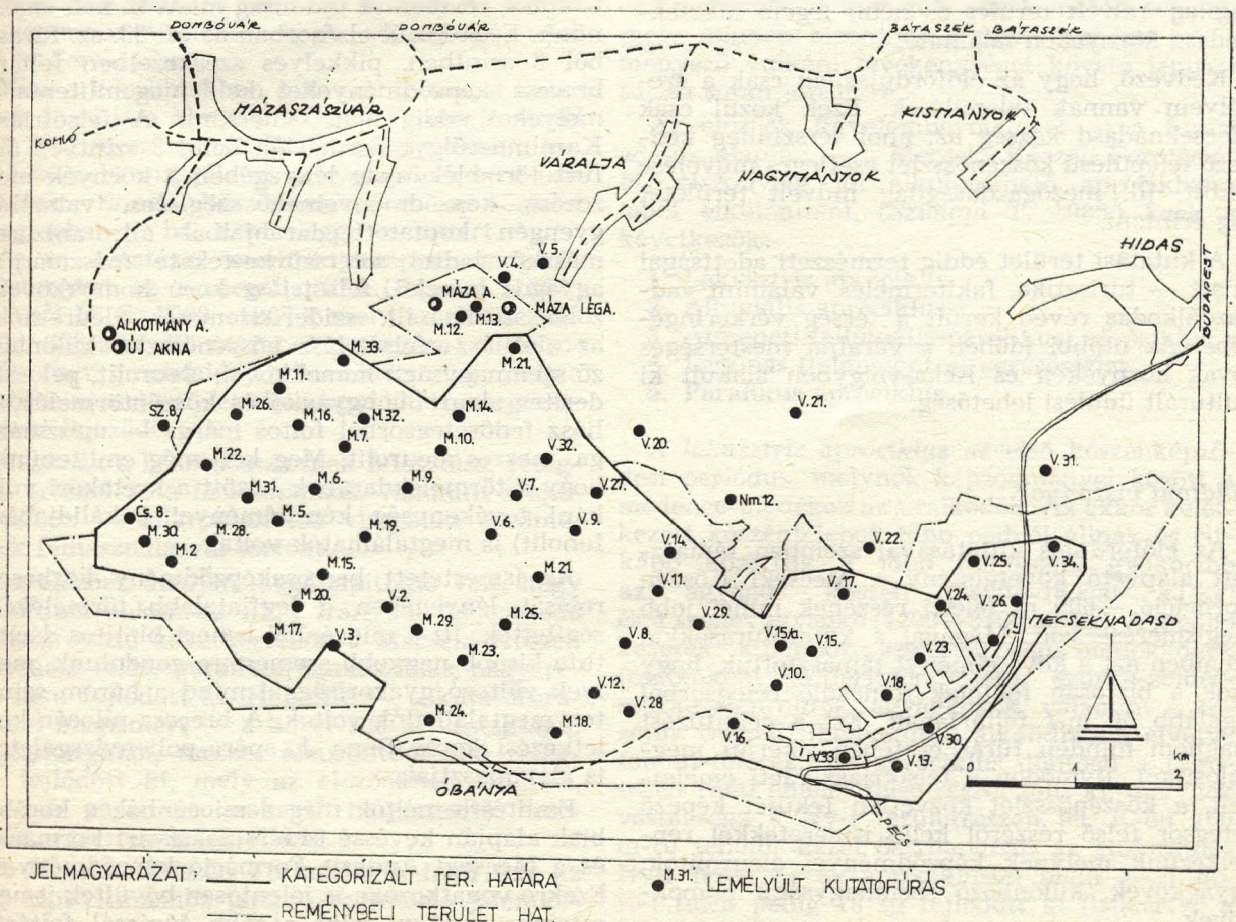 DOMBÓVÁR
DOMBÓVÁR
BÁTASZÉK
BÁTASZÉK
MÁZASZÁSZVÁR
KOMLÓ
VÁRALJA
NAGYMÁNYOK
KISMÁNYOK
HIDAS
BUDAPEST
V.4.
V.5.
MÁZA A.
M.12.
M.13.
MÁZA LÉGA.
ALKOTMÁNY A.
ÚJ AKNA
M.33.
M.21.
M.11.
M.26.
M.16.
M.32.
M.7.
M.14.
SZ.8.
M.10.
V.21.
V.20.
V.32.
M.22.
M.31.
M.6.
M.9.
V.7.
V.27.
Nm.12.
V.31.
Cs.8.
M.30.
M.2.
M.5.
M.19.
V.6.
V.9.
V.14.
V.22.
V.25.
V.34.
M.15.
M.21.
V.11.
V.17.
V.24.
V.26.
M.20.
V.2.
M.25.
V.29.
MECSEKNÁDASD
M.17.
V.3.
M.29.
M.23.
V.8.
V.15/a.
V.15.
V.23.
V.12.
V.10.
V.18.
M.24.
M.18.
V.28
V.16.
V.30.
V.33.
V.19.
ÓBÁNYA
PÉCS
0 1 2 Km
M.31.
JELMAGYARÁZAT: KATEGORIZÁLT TER. HATÁRA LEMÉLYÜLT KUTATÓFÚRÁS
REMÉNYBELI TERÜLET HAT.